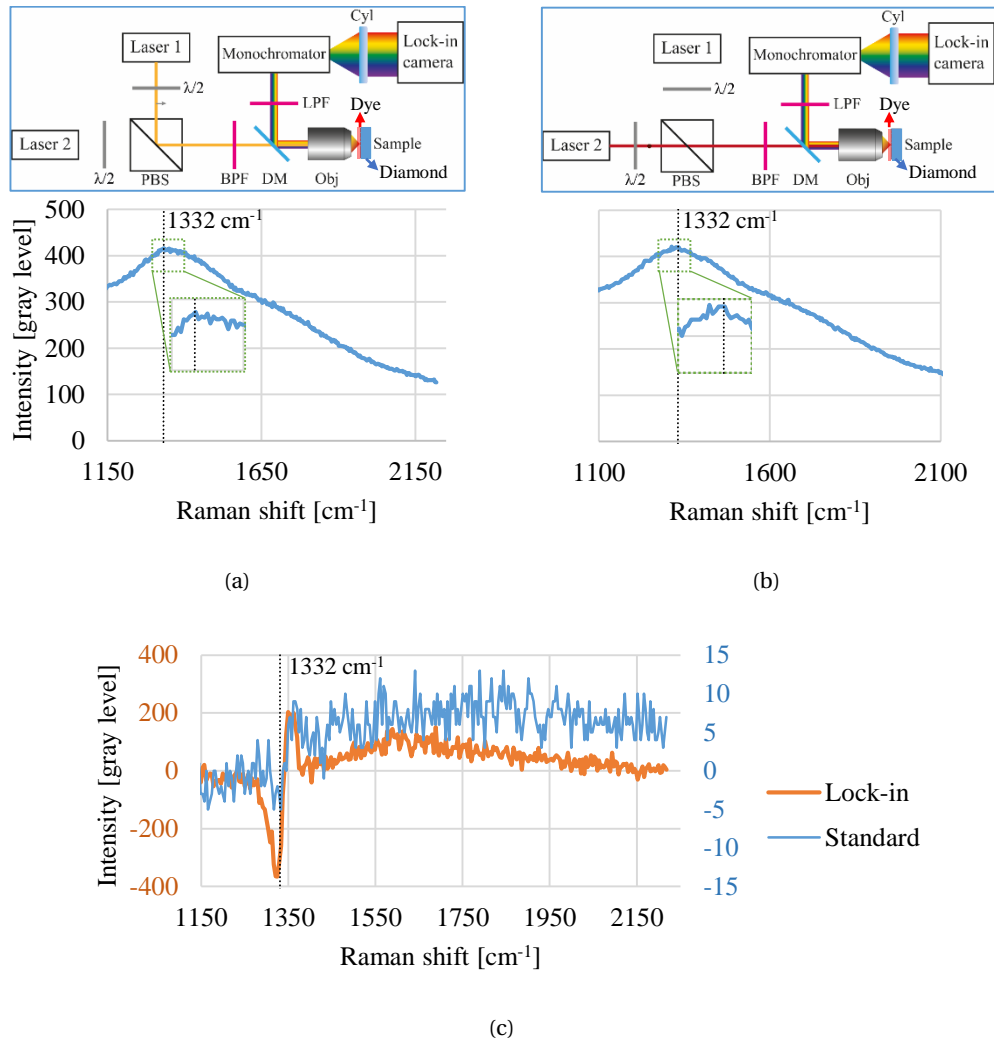 Laser 1
λ/2
Laser 2
λ/2
PBS
BPF
DM
Obj
Monochromator
LPF
Cyl
Lock-in
camera
Dye
Sample
Diamond
Laser 1
λ/2
Laser 2
λ/2
PBS
BPF
DM
Obj
Monochromator
LPF
Cyl
Lock-in
camera
Dye
Sample
Diamond
Intensity [gray level]
500
400
300
200
100
0
1332 cm-1
1150
1650
2150
Raman shift [cm-1]
(a)
1332 cm-1
1100
1600
2100
Raman shift [cm-1]
(b)
Intensity [gray level]
400
200
0
-200
-400
1332 cm-1
15
10
5
0
-5
-10
-15
Lock-in
Standard
1150
1350
1550
1750
1950
2150
Raman shift [cm-1]
(c)